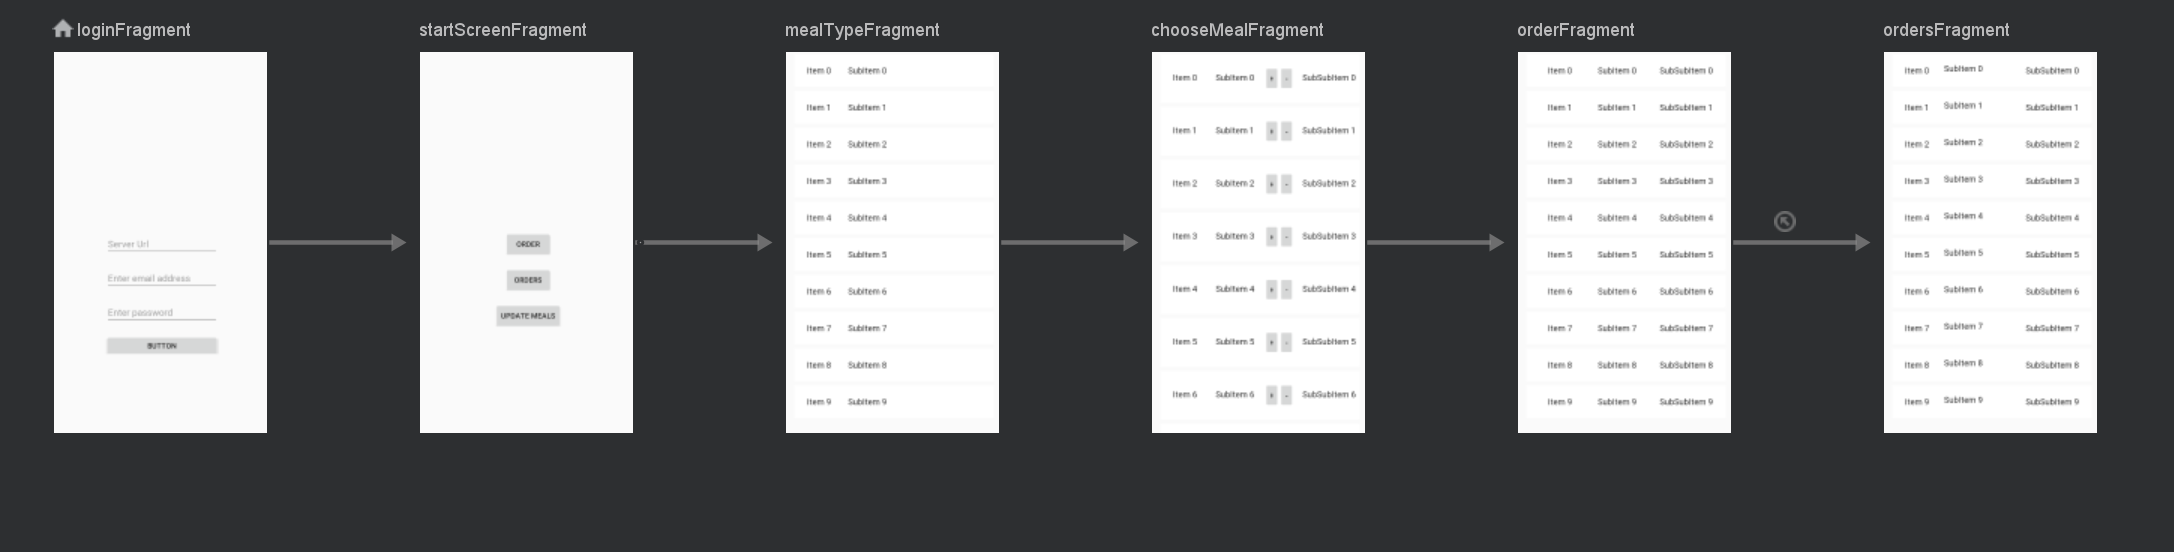 loginFragment
Server Url
Enter email address
Enter password
BUTTON
startScreenFragment
ORDER
ORDERS
UPDATE MEALS
mealTypeFragment
Item 0 SubItem 0
Item 1 SubItem 1
Item 2 SubItem 2
Item 3 SubItem 3
Item 4 SubItem 4
Item 5 SubItem 5
Item 6 SubItem 6
Item 7 SubItem 7
Item 8 SubItem 8
Item 9 SubItem 9
chooseMealFragment
Item 0 SubItem 0 + - SubSubItem 0
Item 1 SubItem 1 + - SubSubItem 1
Item 2 SubItem 2 + - SubSubItem 2
Item 3 SubItem 3 + - SubSubItem 3
Item 4 SubItem 4 + - SubSubItem 4
Item 5 SubItem 5 + - SubSubItem 5
Item 6 SubItem 6 + - SubSubItem 6
orderFragment
Item 0 SubItem 0 SubSubItem 0
Item 1 SubItem 1 SubSubItem 1
Item 2 SubItem 2 SubSubItem 2
Item 3 SubItem 3 SubSubItem 3
Item 4 SubItem 4 SubSubItem 4
Item 5 SubItem 5 SubSubItem 5
Item 6 SubItem 6 SubSubItem 6
Item 7 SubItem 7 SubSubItem 7
Item 8 SubItem 8 SubSubItem 8
Item 9 SubItem 9 SubSubItem 9
ordersFragment
Item 0 SubItem 0 SubSubItem 0
Item 1 SubItem 1 SubSubItem 1
Item 2 SubItem 2 SubSubItem 2
Item 3 SubItem 3 SubSubItem 3
Item 4 SubItem 4 SubSubItem 4
Item 5 SubItem 5 SubSubItem 5
Item 6 SubItem 6 SubSubItem 6
Item 7 SubItem 7 SubSubItem 7
Item 8 SubItem 8 SubSubItem 8
Item 9 SubItem 9 SubSubItem 9